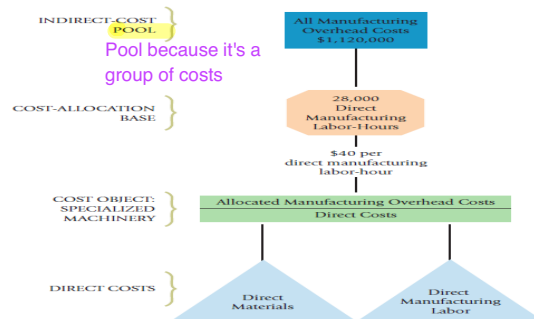 INDIRECT-COST
POOL
All Manufacturing
Overhead Costs
$1,120,000
Pool because it's a
group of costs
COST-ALLOCATION
BASE
28,000
Direct
Manufacturing
Labor-Hours
$40 per
direct manufacturing
labor-hour
COST OBJECT:
SPECIALIZED
MACHINERY
Allocated Manufacturing Overhead Costs
Direct Costs
DIRECT COSTS
Direct
Materials
Direct
Manufacturing
Labor